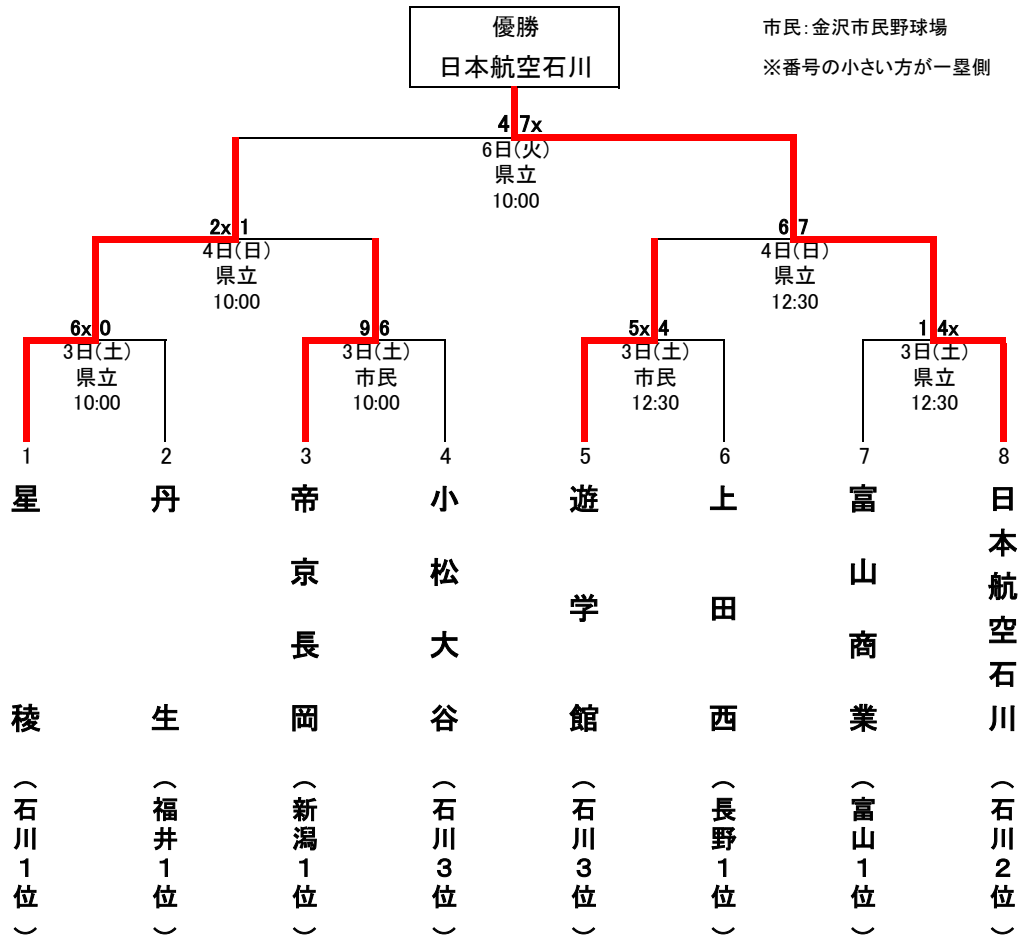 優勝
日本航空石川
市民:金沢市民野球場
※番号の小さい方が一塁側
4 7x
6日(火)
県立
10:00
2x 1
4日(日)
県立
10:00
6 7
4日(日)
県立
12:30
6x 0
3日(土)
県立
10:00
9 6
3日(土)
市民
10:00
5x 4
3日(土)
市民
12:30
1 4x
3日(土)
県立
12:30
1
2
3
4
5
6
7
8
星稜(石川1位)
丹生(福井1位)
帝京長岡(新潟1位)
小松大谷(石川3位)
遊学館(石川3位)
上田西(長野1位)
富山商業(富山1位)
日本航空石川(石川2位)